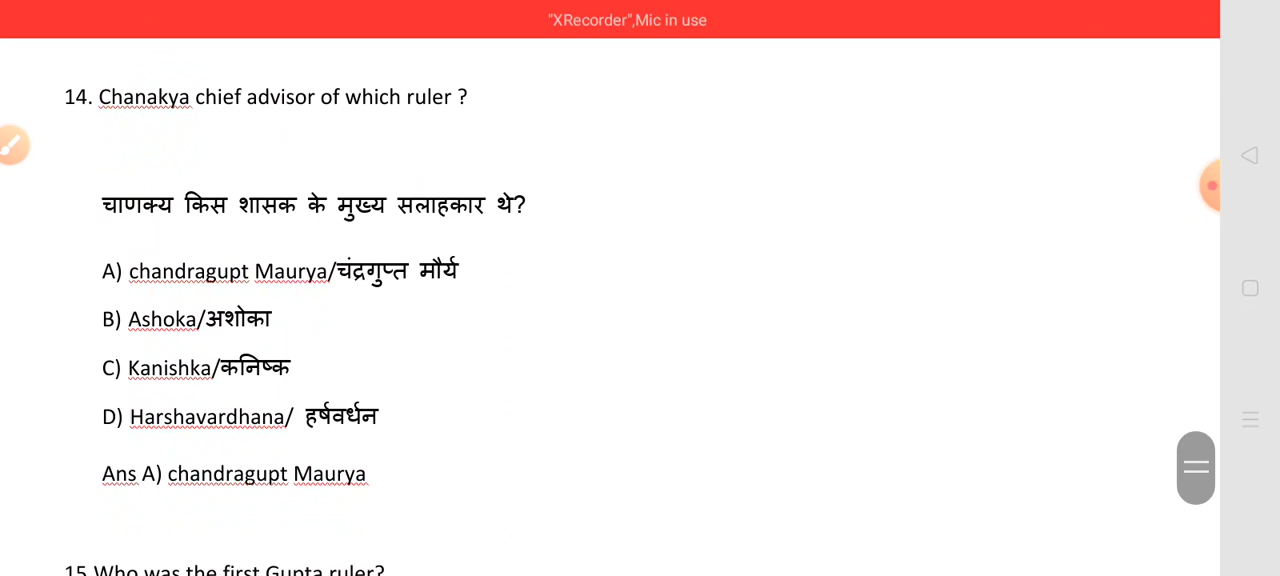 "XRecorder",Mic in use
14. Chanakya chief advisor of which ruler ?
चाणक्य किस शासक के मुख्य सलाहकार थे?
A) chandragupt Maurya/चंद्रगुप्त मौर्य
B) Ashoka/अशोका
C) Kanishka/कनिष्क
D) Harshavardhana/ हर्षवर्धन
Ans A) chandragupt Maurya
15 Who was the first Gupta ruler?